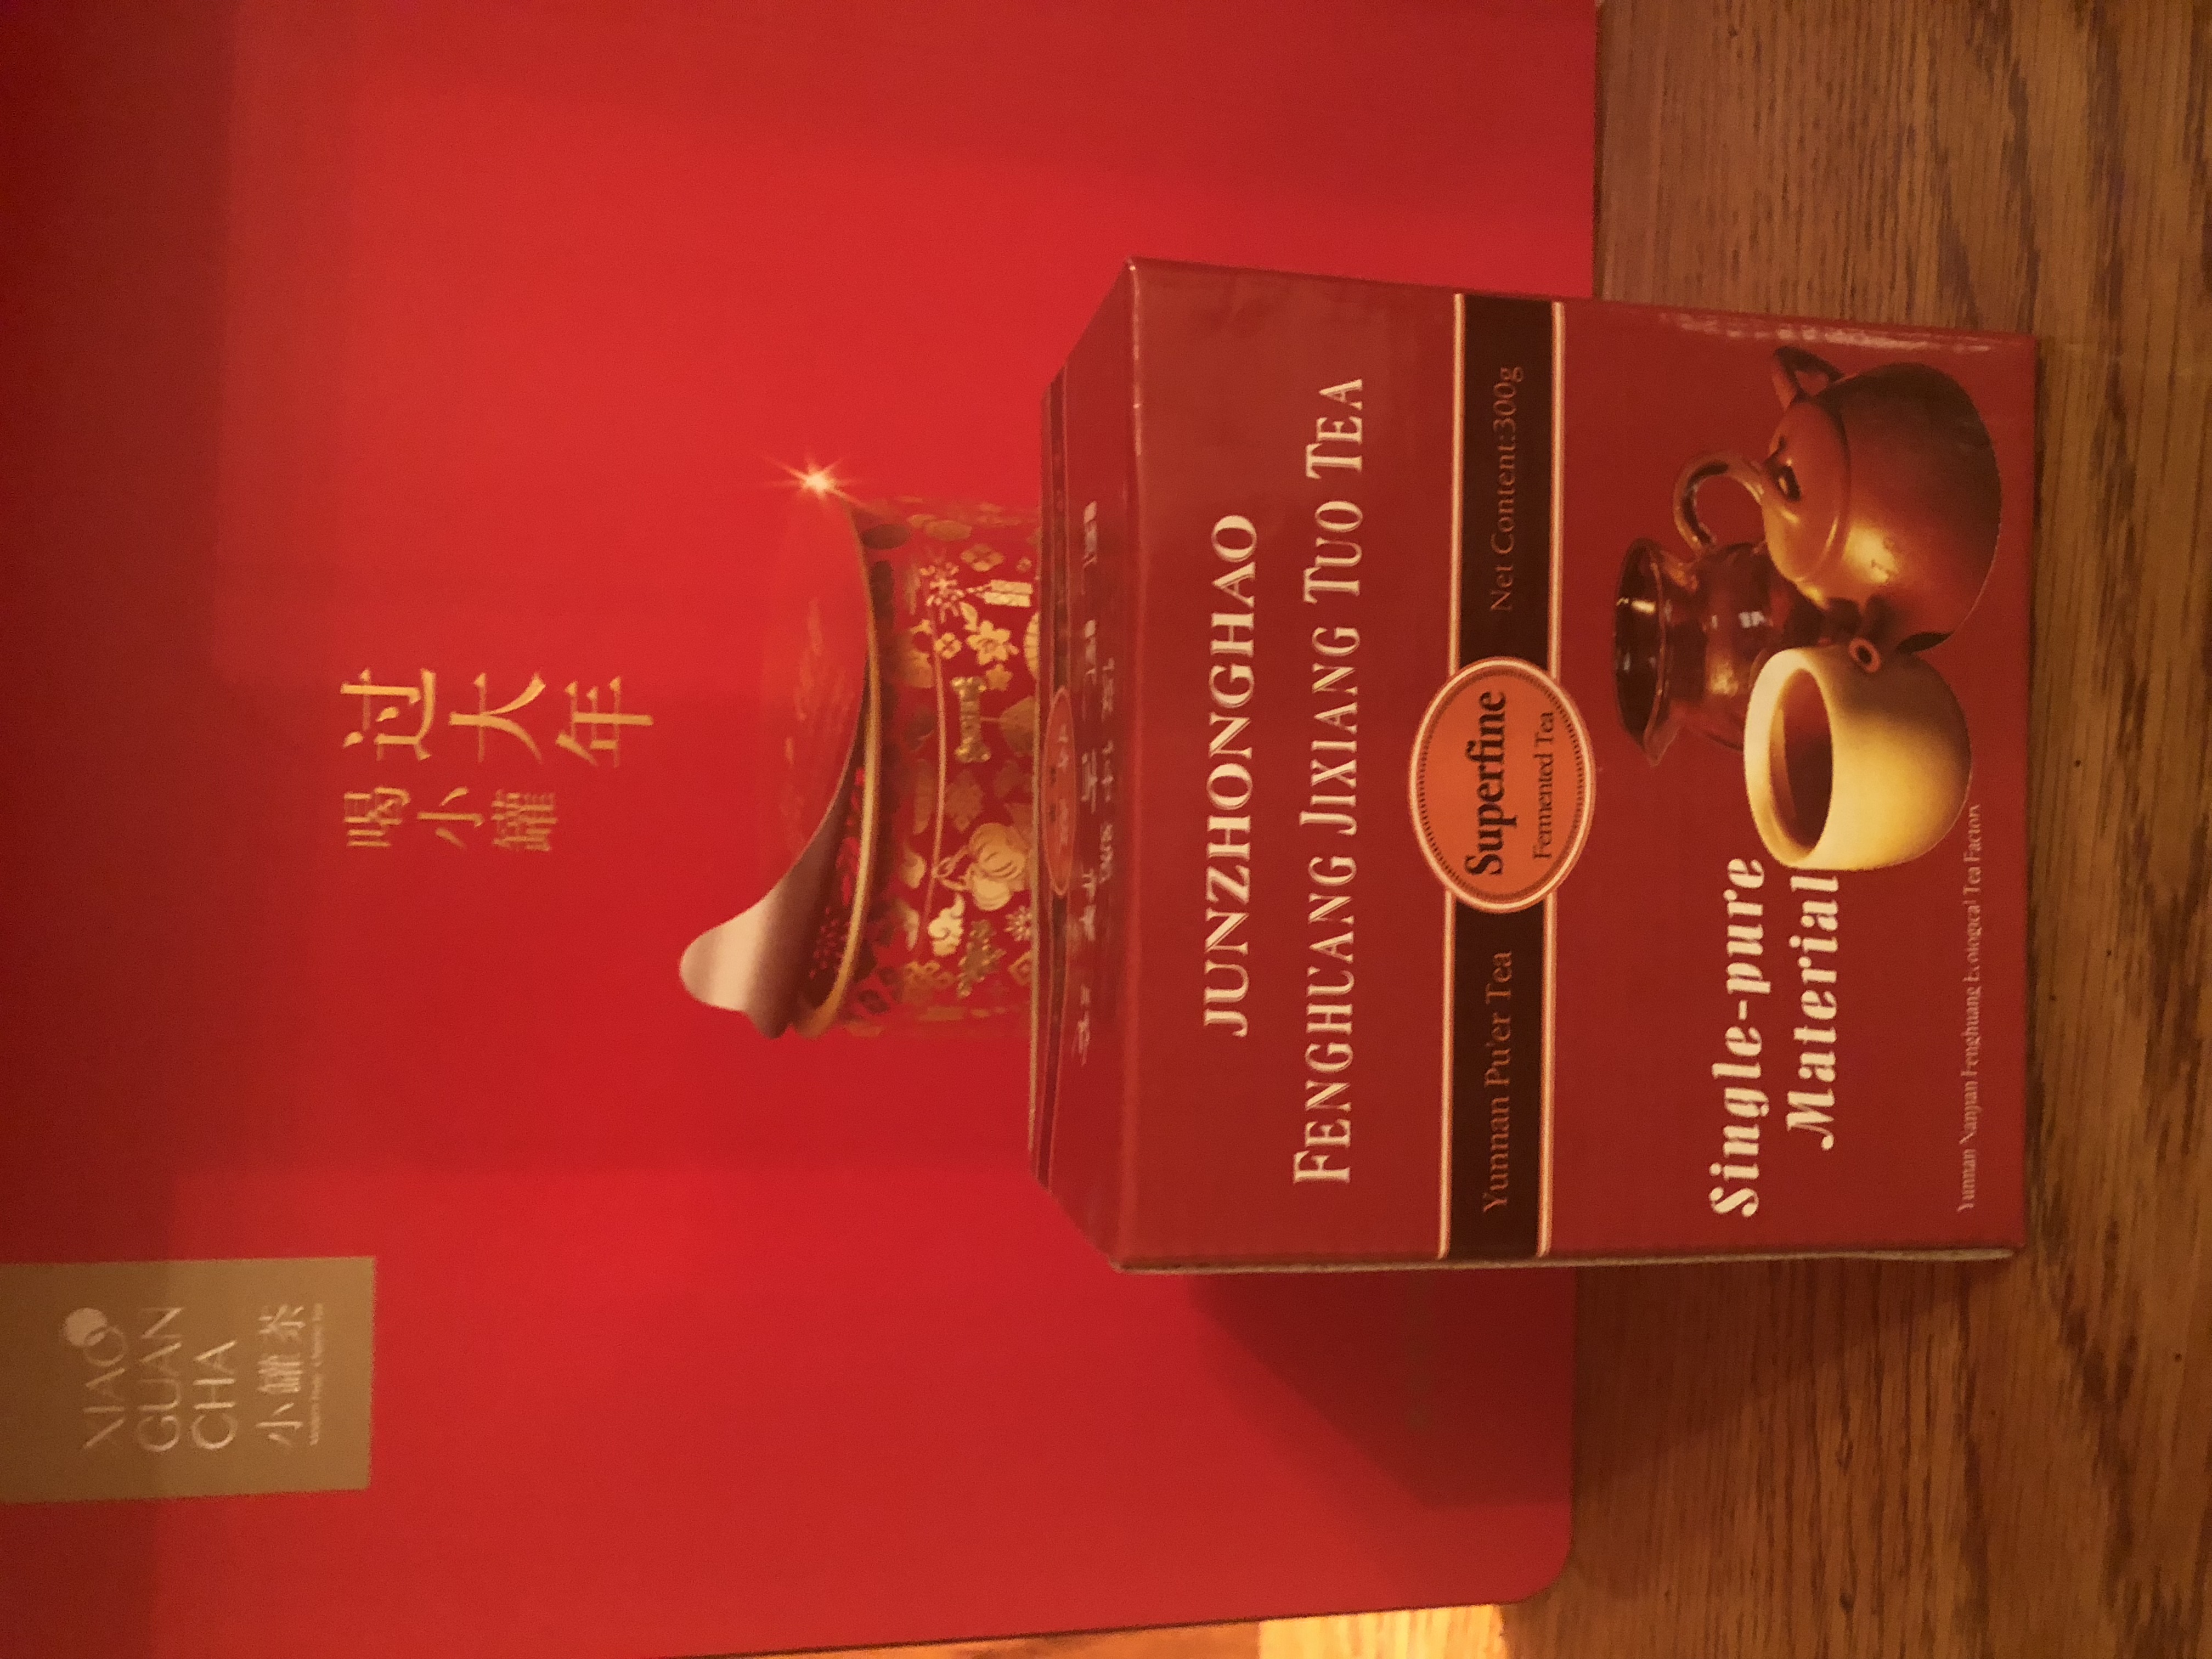 XIAO
GUAN
CHA
小罐茶
过大年
喝小罐
JUNZHONGHAO
FENGHUANG JIXIANG TUO TEA
Yunnan Pu'er Tea
Superfine
Fermented Tea
Net Content:300g
Single-pure
Material
Yunnan Nanjian Fenghuang Ecological Tea Factory